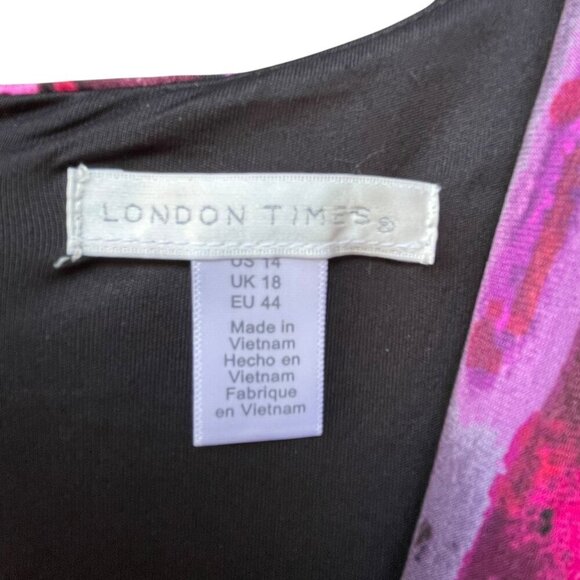 LONDON TIMES®
US 14
UK 18
EU 44
Made in
Vietnam
Hecho en
Vietnam
Fabrique
en Vietnam